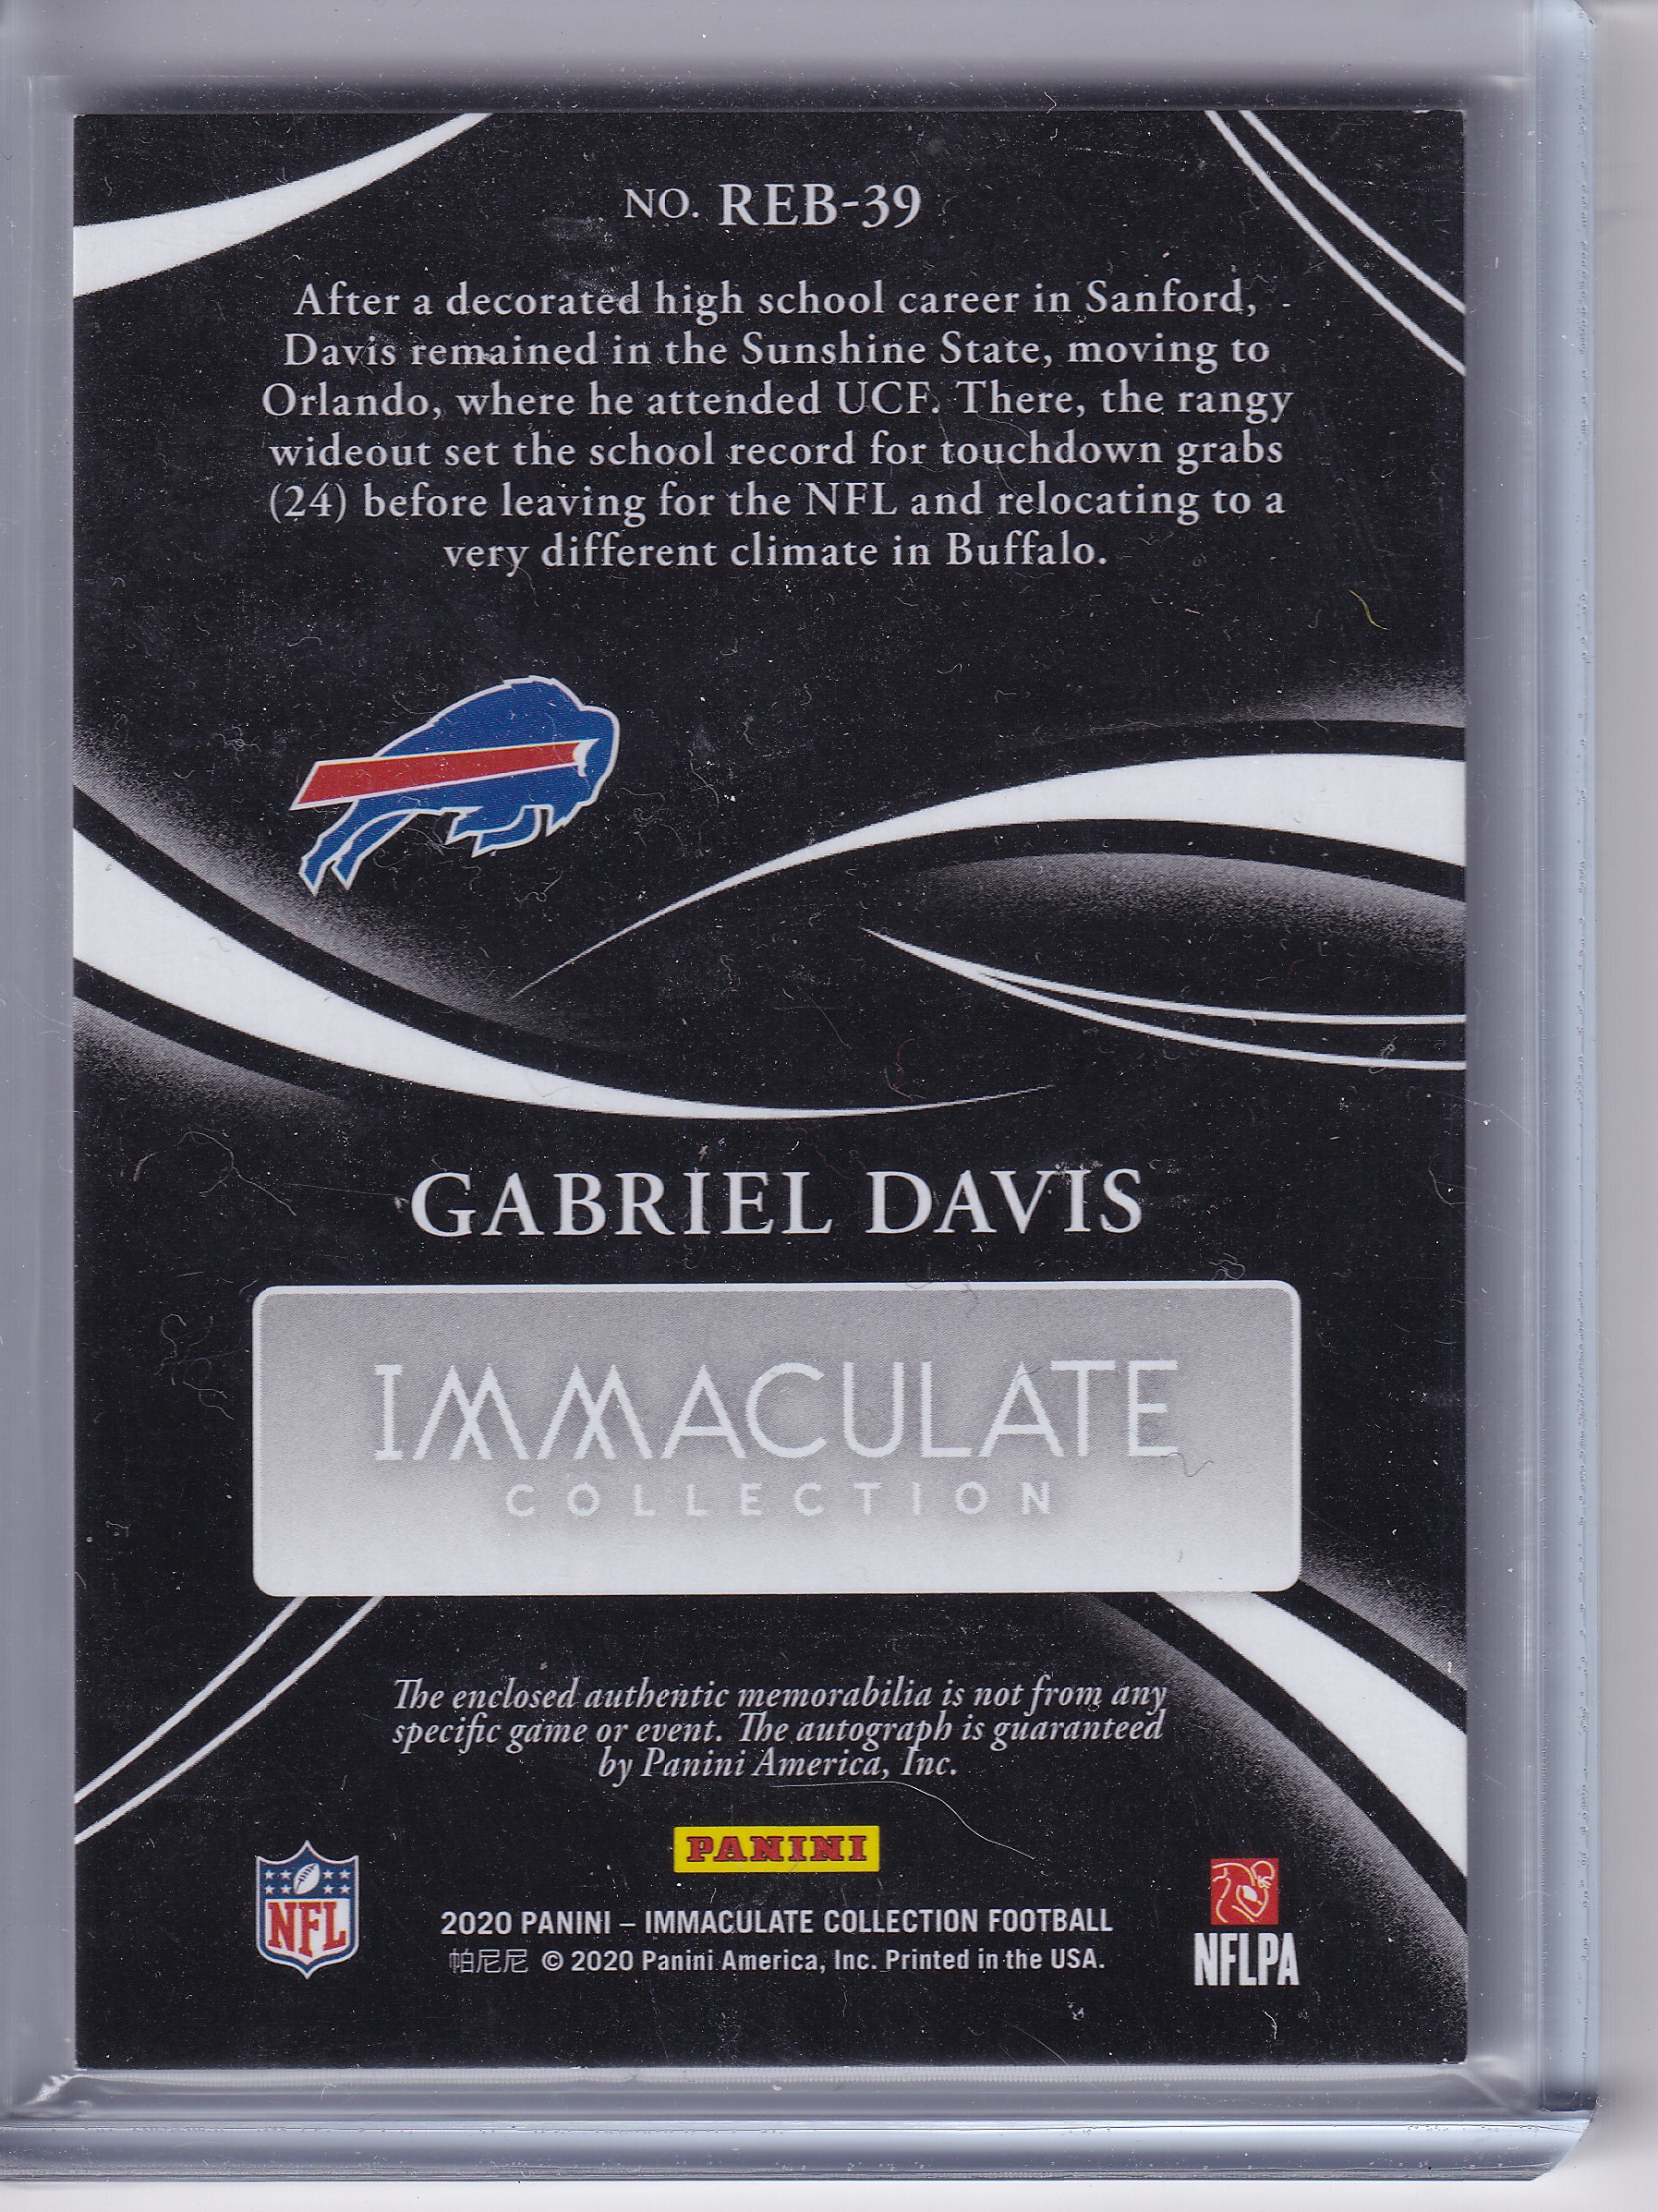 NO. REB-39
After a decorated high school career in Sanford,
Davis remained in the Sunshine State, moving to
Orlando, where he attended UCF. There, the rangy
wideout set the school record for touchdown grabs
(24) before leaving for the NFL and relocating to a
very different climate in Buffalo.
GABRIEL DAVIS
IMMACULATE
COLLECTION
The enclosed authentic memorabilia is not from any
specific game or event. The autograph is guaranteed
by Panini America, Inc.
PANINI
NFL
2020 PANINI – IMMACULATE COLLECTION FOOTBALL
帕尼尼 © 2020 Panini America, Inc. Printed in the USA.
NFLPA